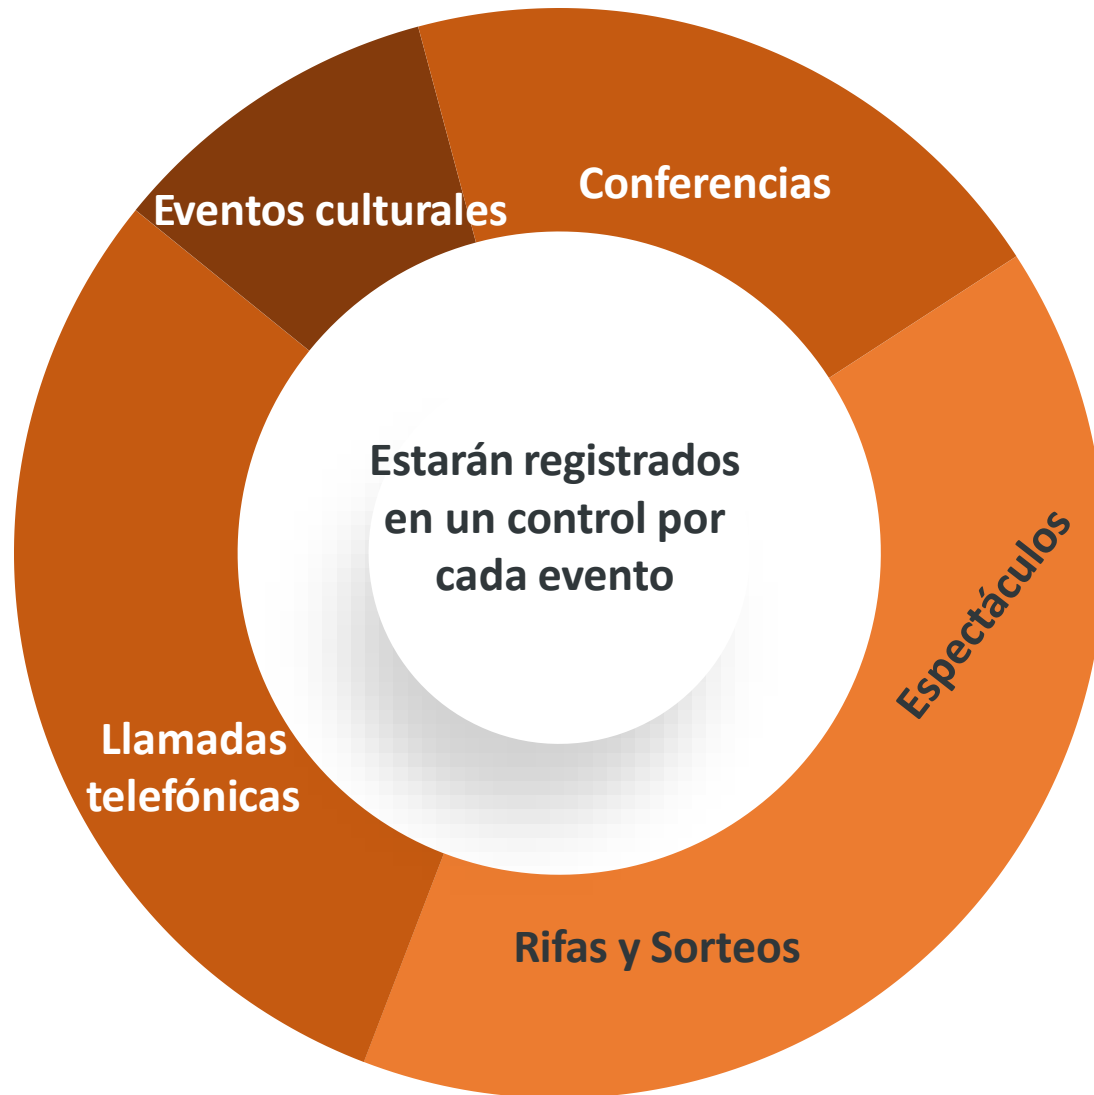 Conferencias
Eventos culturales
Estarán registrados
en un control por
cada evento
Espectáculos
Llamadas
telefónicas
Rifas y Sorteos